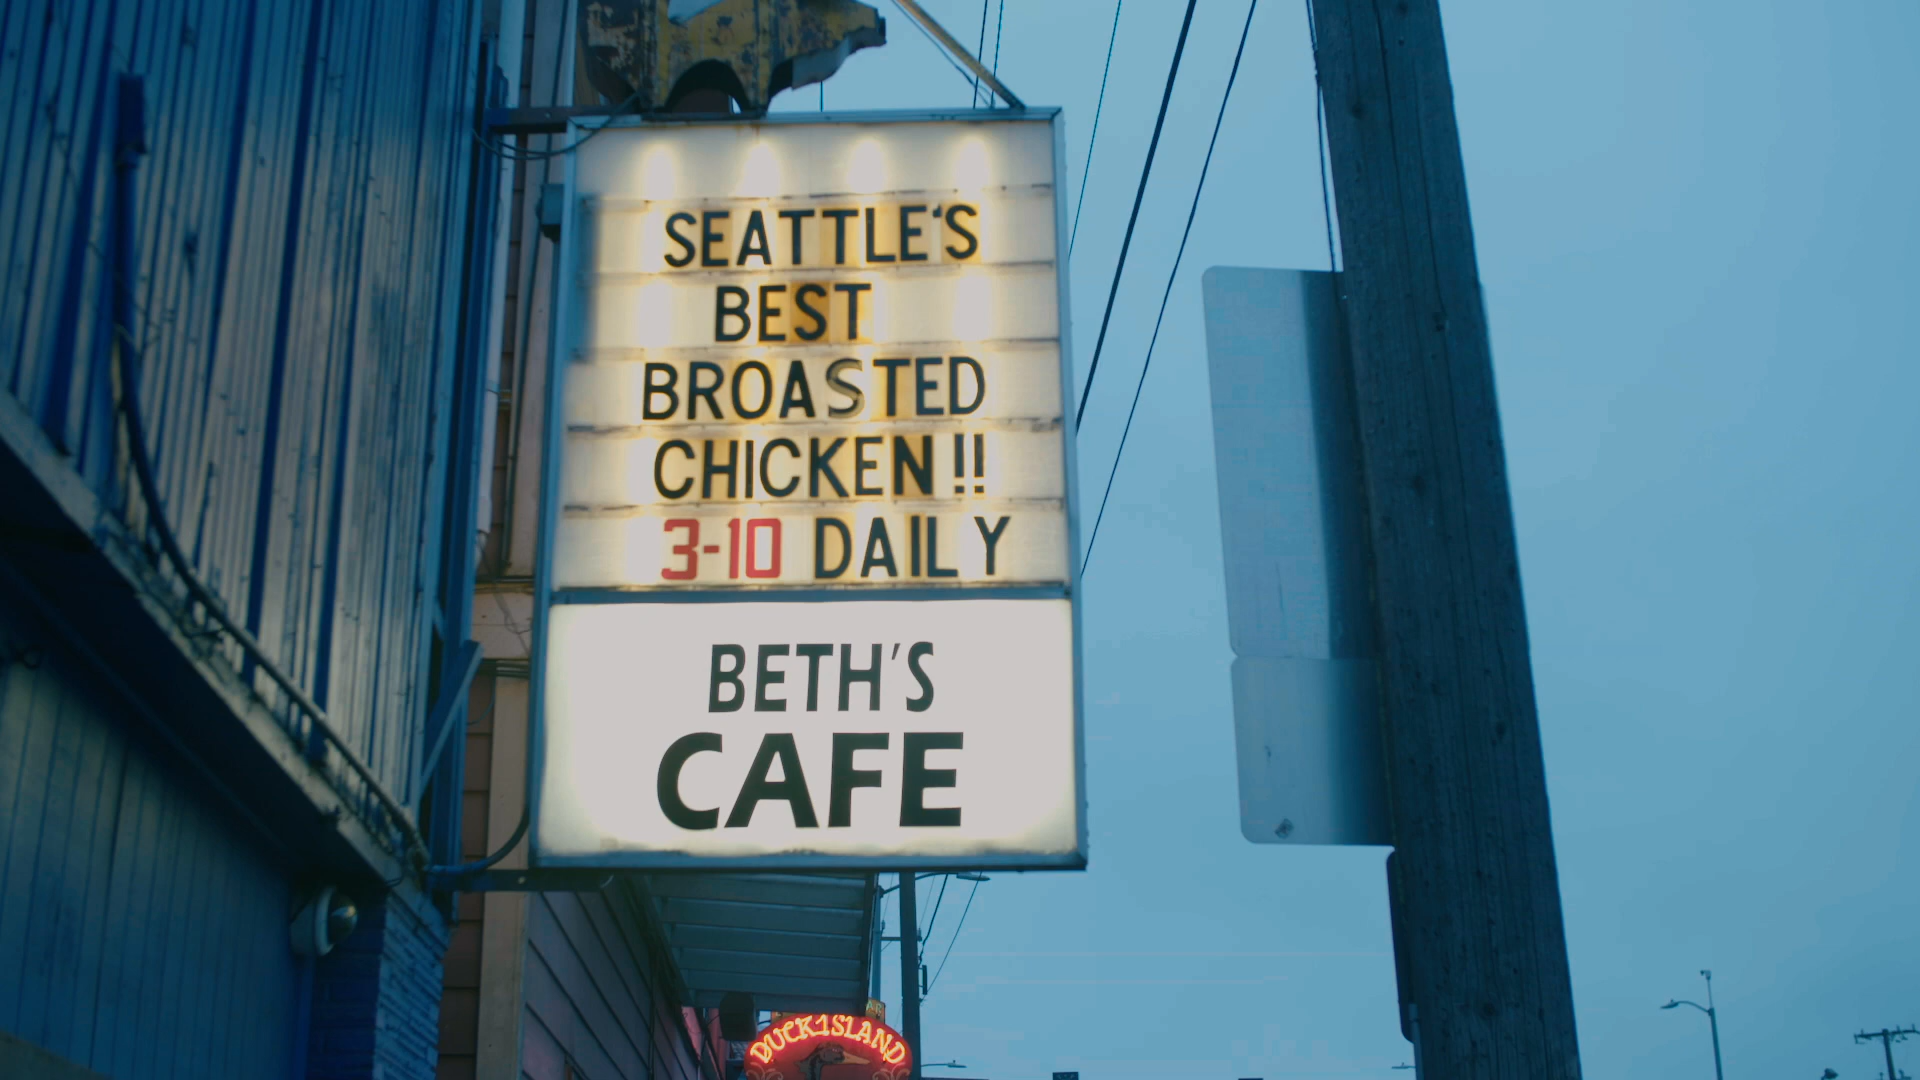 SEATTLE'S
BEST
BROASTED
CHICKEN!!
3-10 DAILY
BETH'S
CAFE
DUCK ISLAND